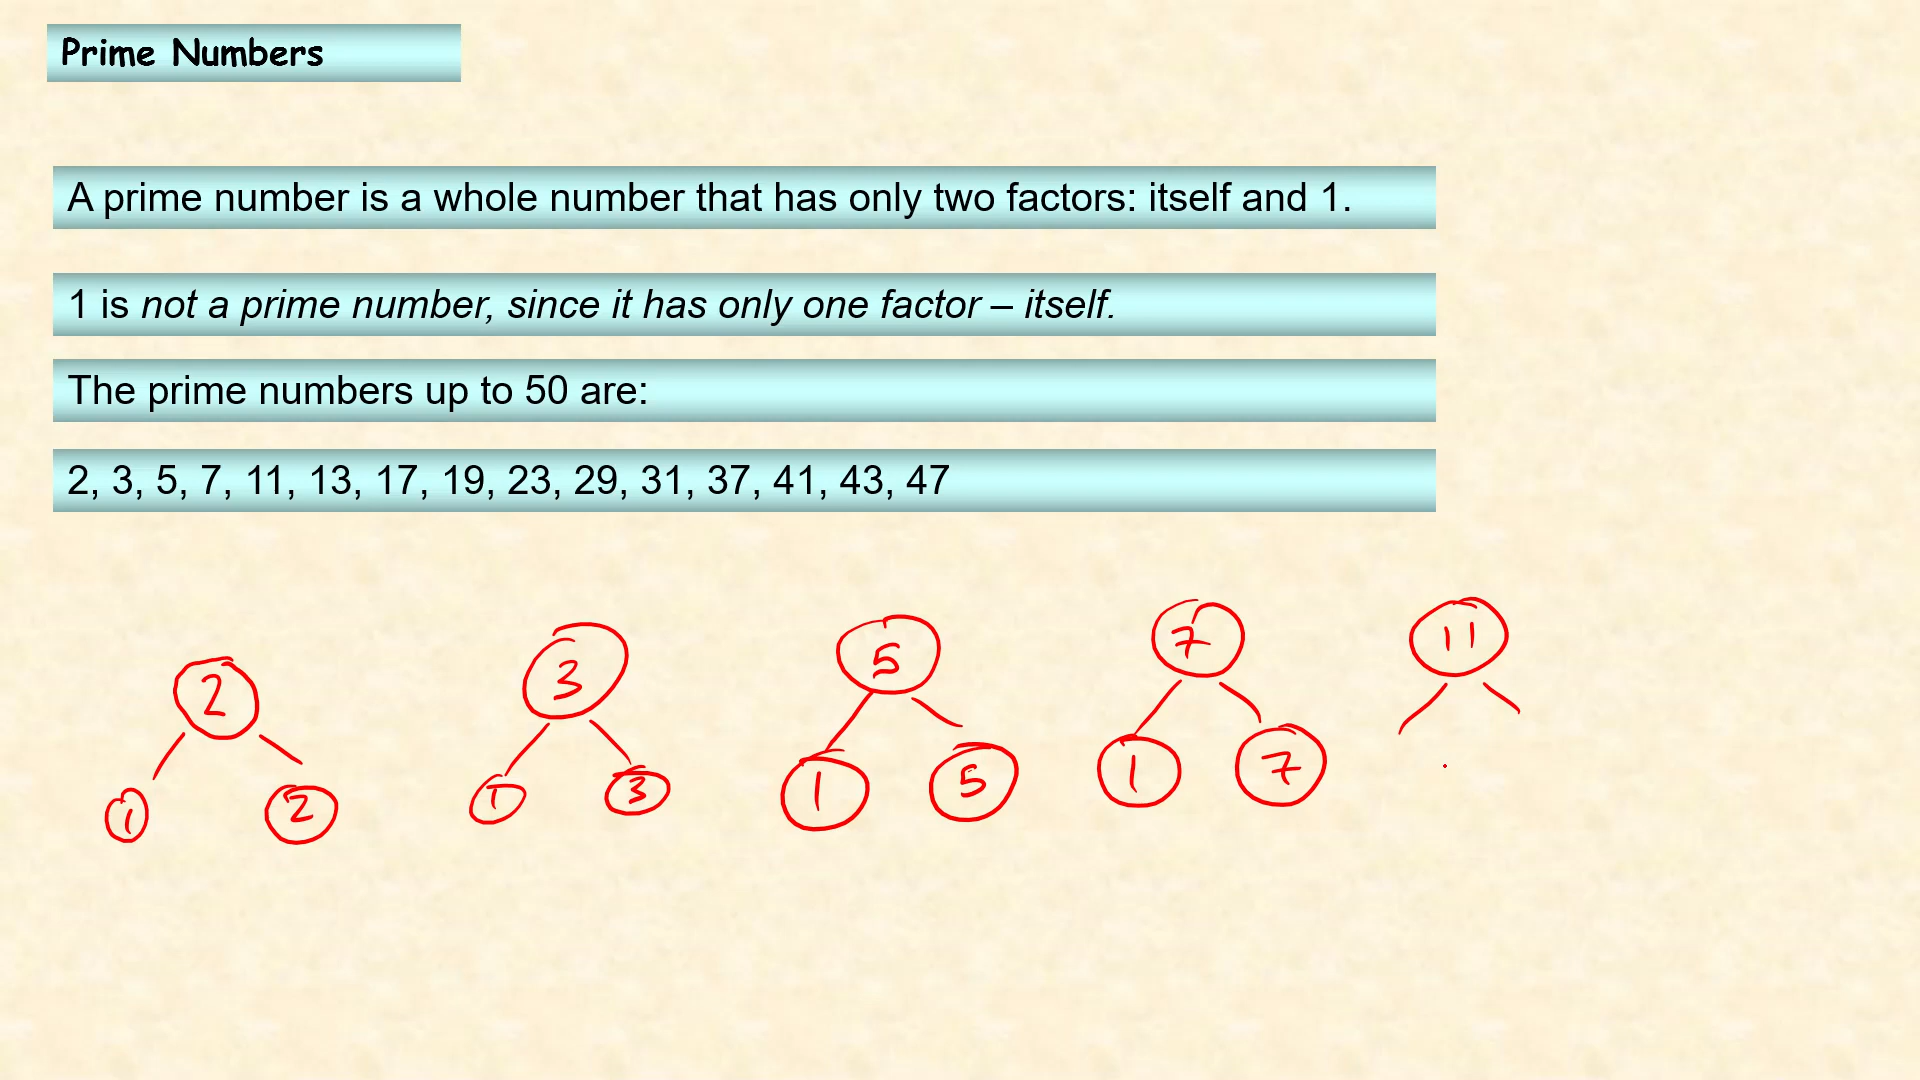 Prime Numbers
A prime number is a whole number that has only two factors: itself and 1.
1 is not a prime number, since it has only one factor – itself.
The prime numbers up to 50 are:
2, 3, 5, 7, 11, 13, 17, 19, 23, 29, 31, 37, 41, 43, 47
2 3 5 7 11
1 2 1 3 1 5 1 7